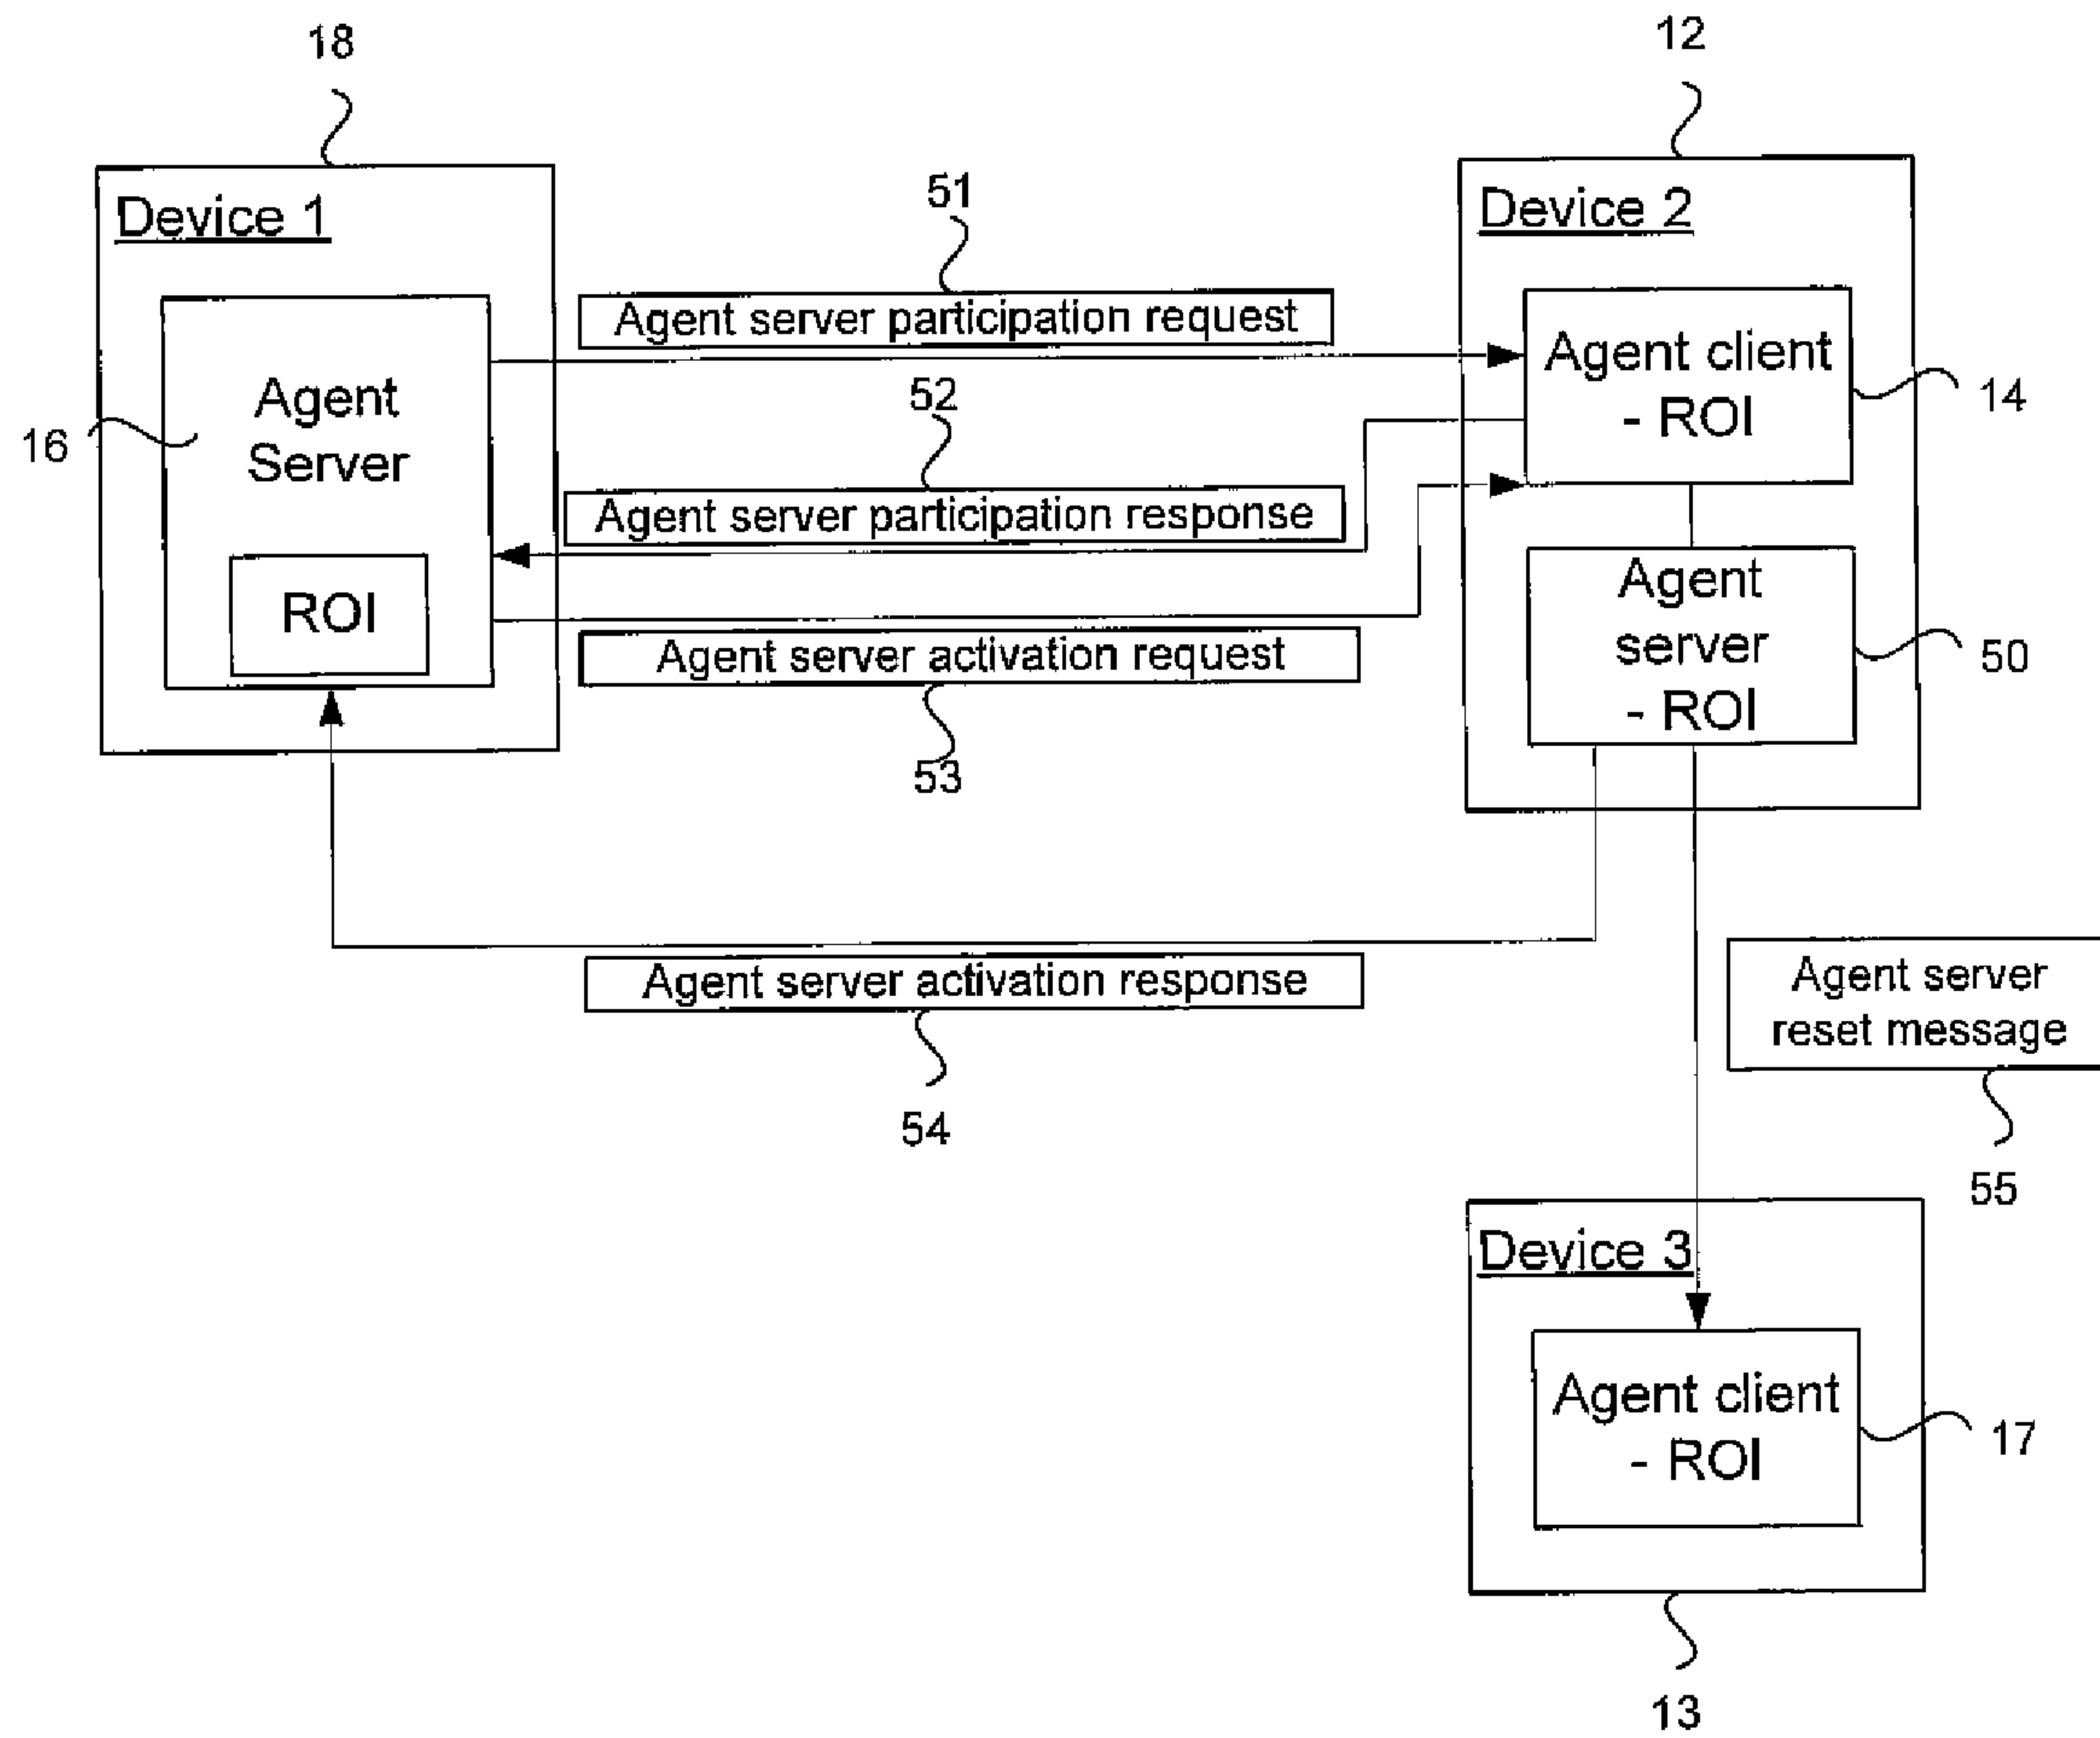 18
12
Device 1
51
Device 2
Agent server participation request
Agent client
- ROI
14
52
Agent
Server
16
Agent server participation response
Agent
server
- ROI
50
ROI
Agent server activation request
53
Agent server activation response
54
Agent server
reset message
55
Device 3
Agent client
- ROI
17
13